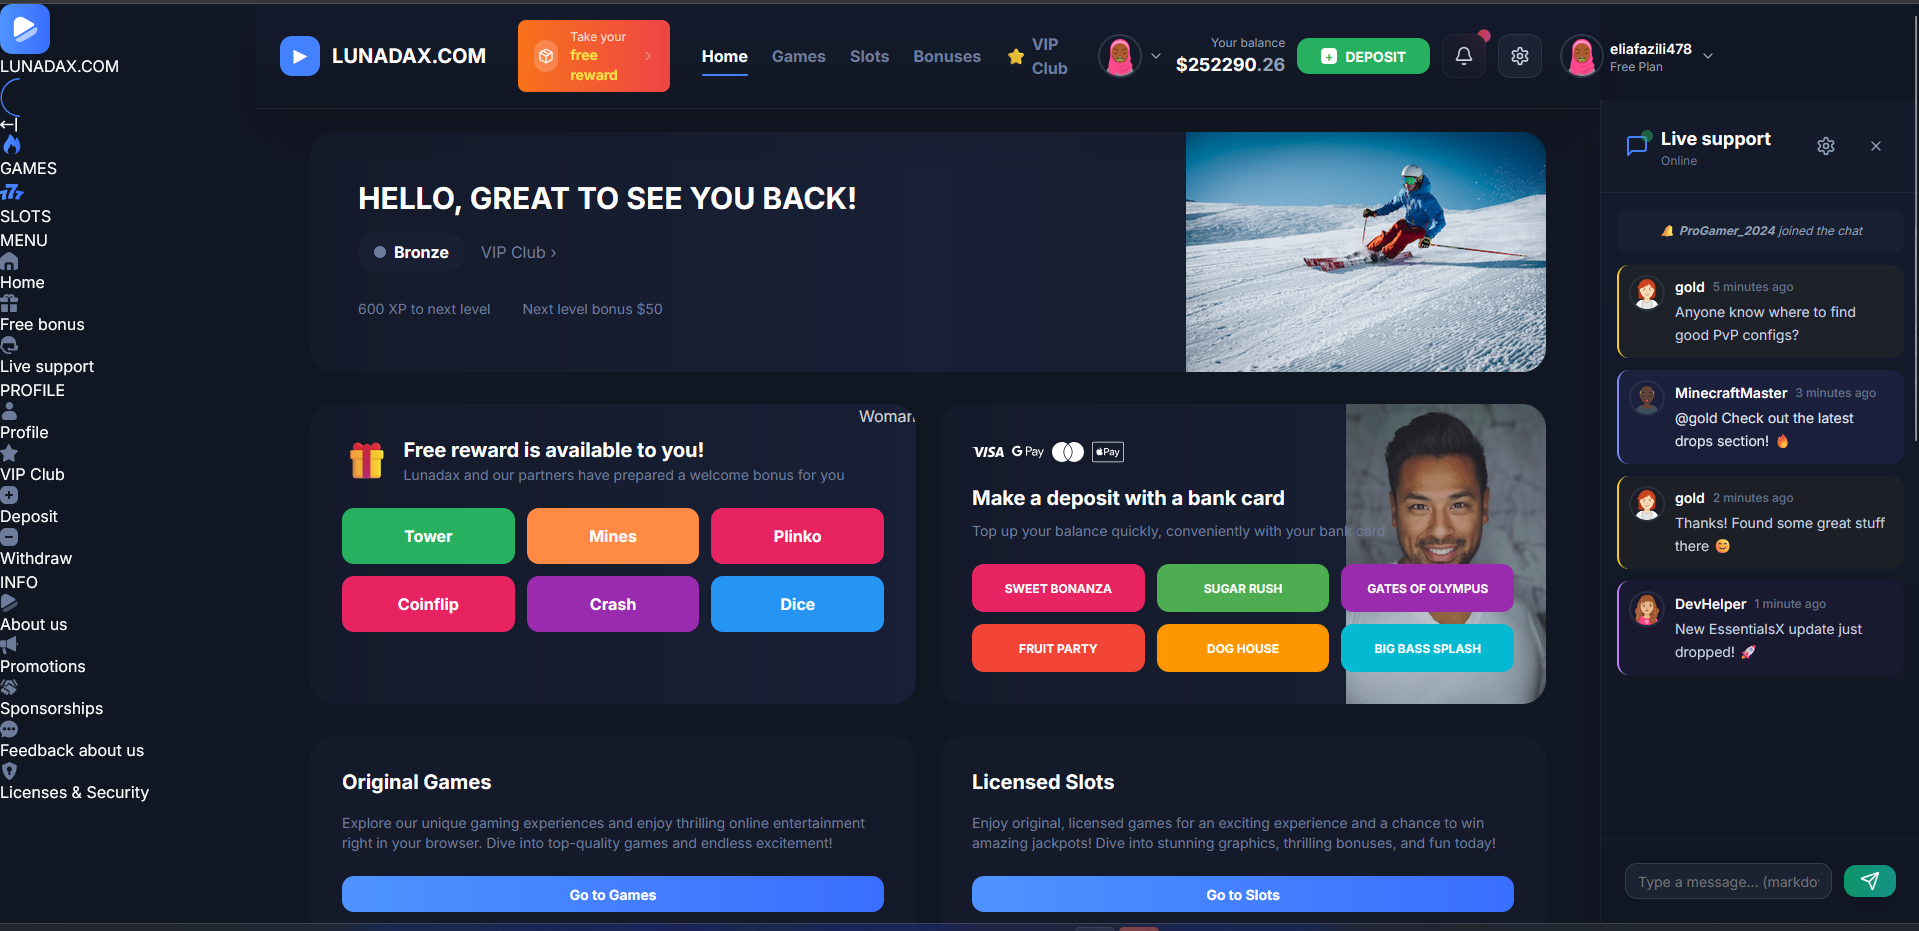 LUNADAX.COM
GAMES
777
SLOTS
MENU
Home
Free bonus
Live support
PROFILE
Profile
VIP Club
Deposit
Withdraw
INFO
About us
Promotions
Sponsorships
Feedback about us
Licenses & Security
LUNADAX.COM
Take your
free
reward
Home
Games
Slots
Bonuses
VIP
Club
Your balance
$252290.26
DEPOSIT
eliafazili478
Free Plan
HELLO, GREAT TO SEE YOU BACK!
Bronze
VIP Club ›
600 XP to next level
Next level bonus $50
Woman
Free reward is available to you!
Lunadax and our partners have prepared a welcome bonus for you
Tower
Mines
Plinko
Coinflip
Crash
Dice
VISA G Pay Pay
Make a deposit with a bank card
Top up your balance quickly, conveniently with your bank card
SWEET BONANZA
SUGAR RUSH
GATES OF OLYMPUS
FRUIT PARTY
DOG HOUSE
BIG BASS SPLASH
Original Games
Explore our unique gaming experiences and enjoy thrilling online entertainment
right in your browser. Dive into top-quality games and endless excitement!
Go to Games
Licensed Slots
Enjoy original, licensed games for an exciting experience and a chance to win
amazing jackpots! Dive into stunning graphics, thrilling bonuses, and fun today!
Go to Slots
Live support
Online
ProGamer_2024 joined the chat
gold 5 minutes ago
Anyone know where to find
good PvP configs?
MinecraftMaster 3 minutes ago
@gold Check out the latest
drops section! 🔥
gold 2 minutes ago
Thanks! Found some great stuff
there 😊
DevHelper 1 minute ago
New EssentialsX update just
dropped! 🚀
Type a message... (markdo